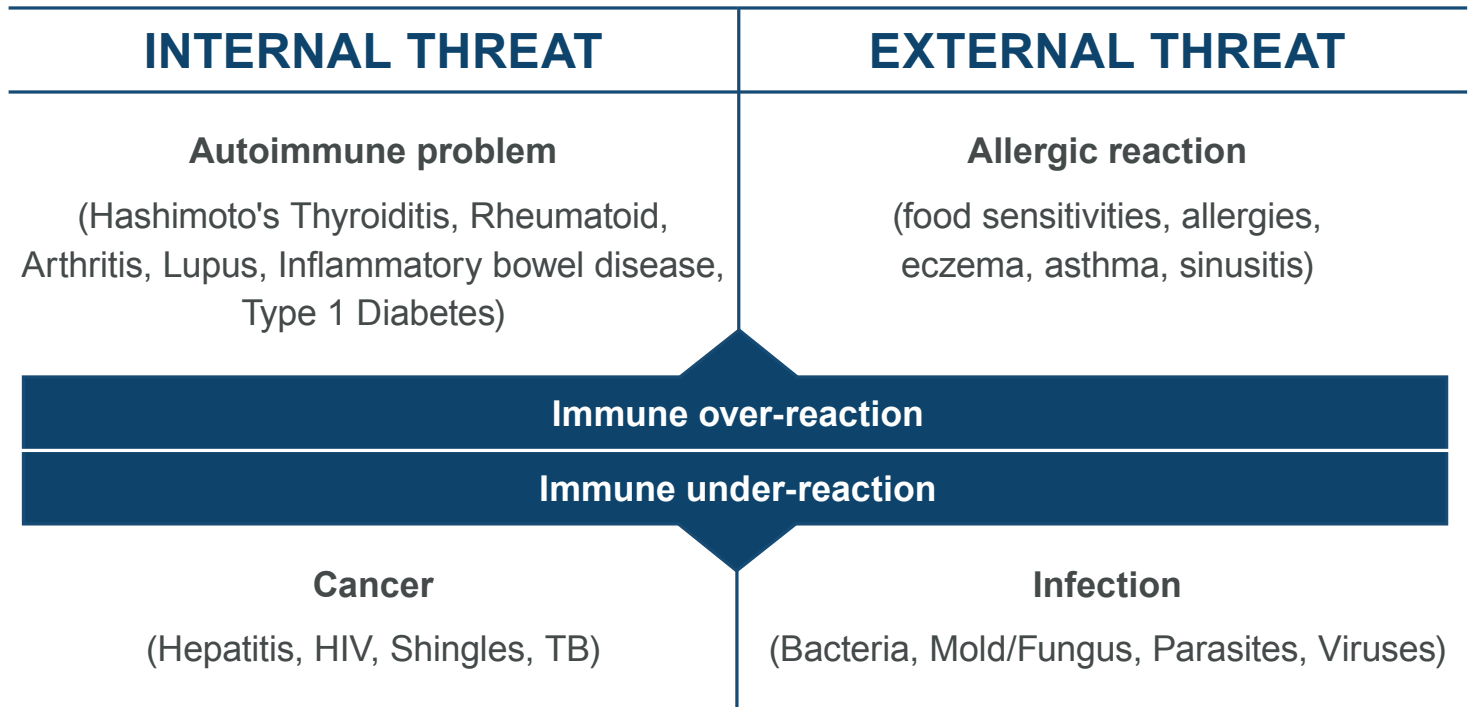 INTERNAL THREAT
EXTERNAL THREAT
Autoimmune problem
(Hashimoto's Thyroiditis, Rheumatoid,
Arthritis, Lupus, Inflammatory bowel disease,
Type 1 Diabetes)
Allergic reaction
(food sensitivities, allergies,
eczema, asthma, sinusitis)
Immune over-reaction
Immune under-reaction
Cancer
(Hepatitis, HIV, Shingles, TB)
Infection
(Bacteria, Mold/Fungus, Parasites, Viruses)